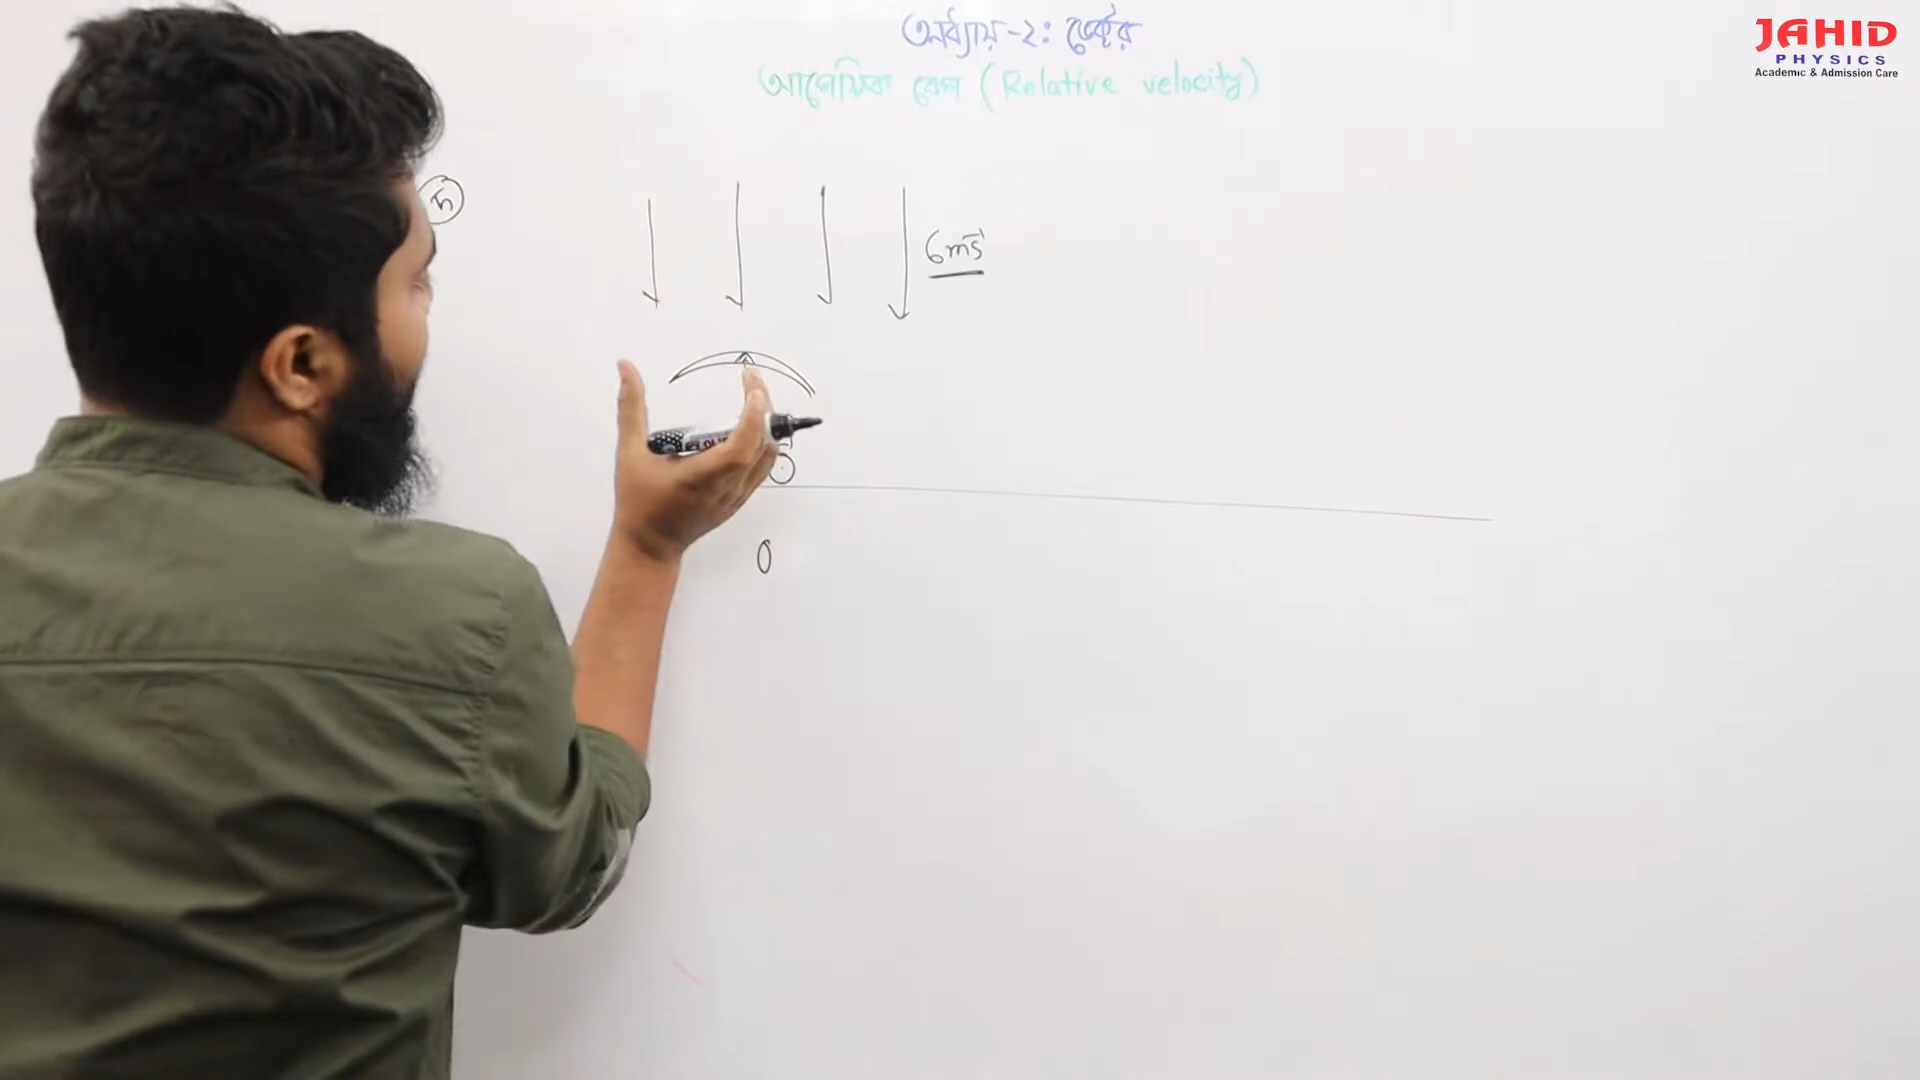 অধ্যায়-২: ভেক্টর
আপেক্ষিক বেগ (Relative velocity)
JAHID
PHYSICS
Academic & Admission Care
6ms⁻¹
0